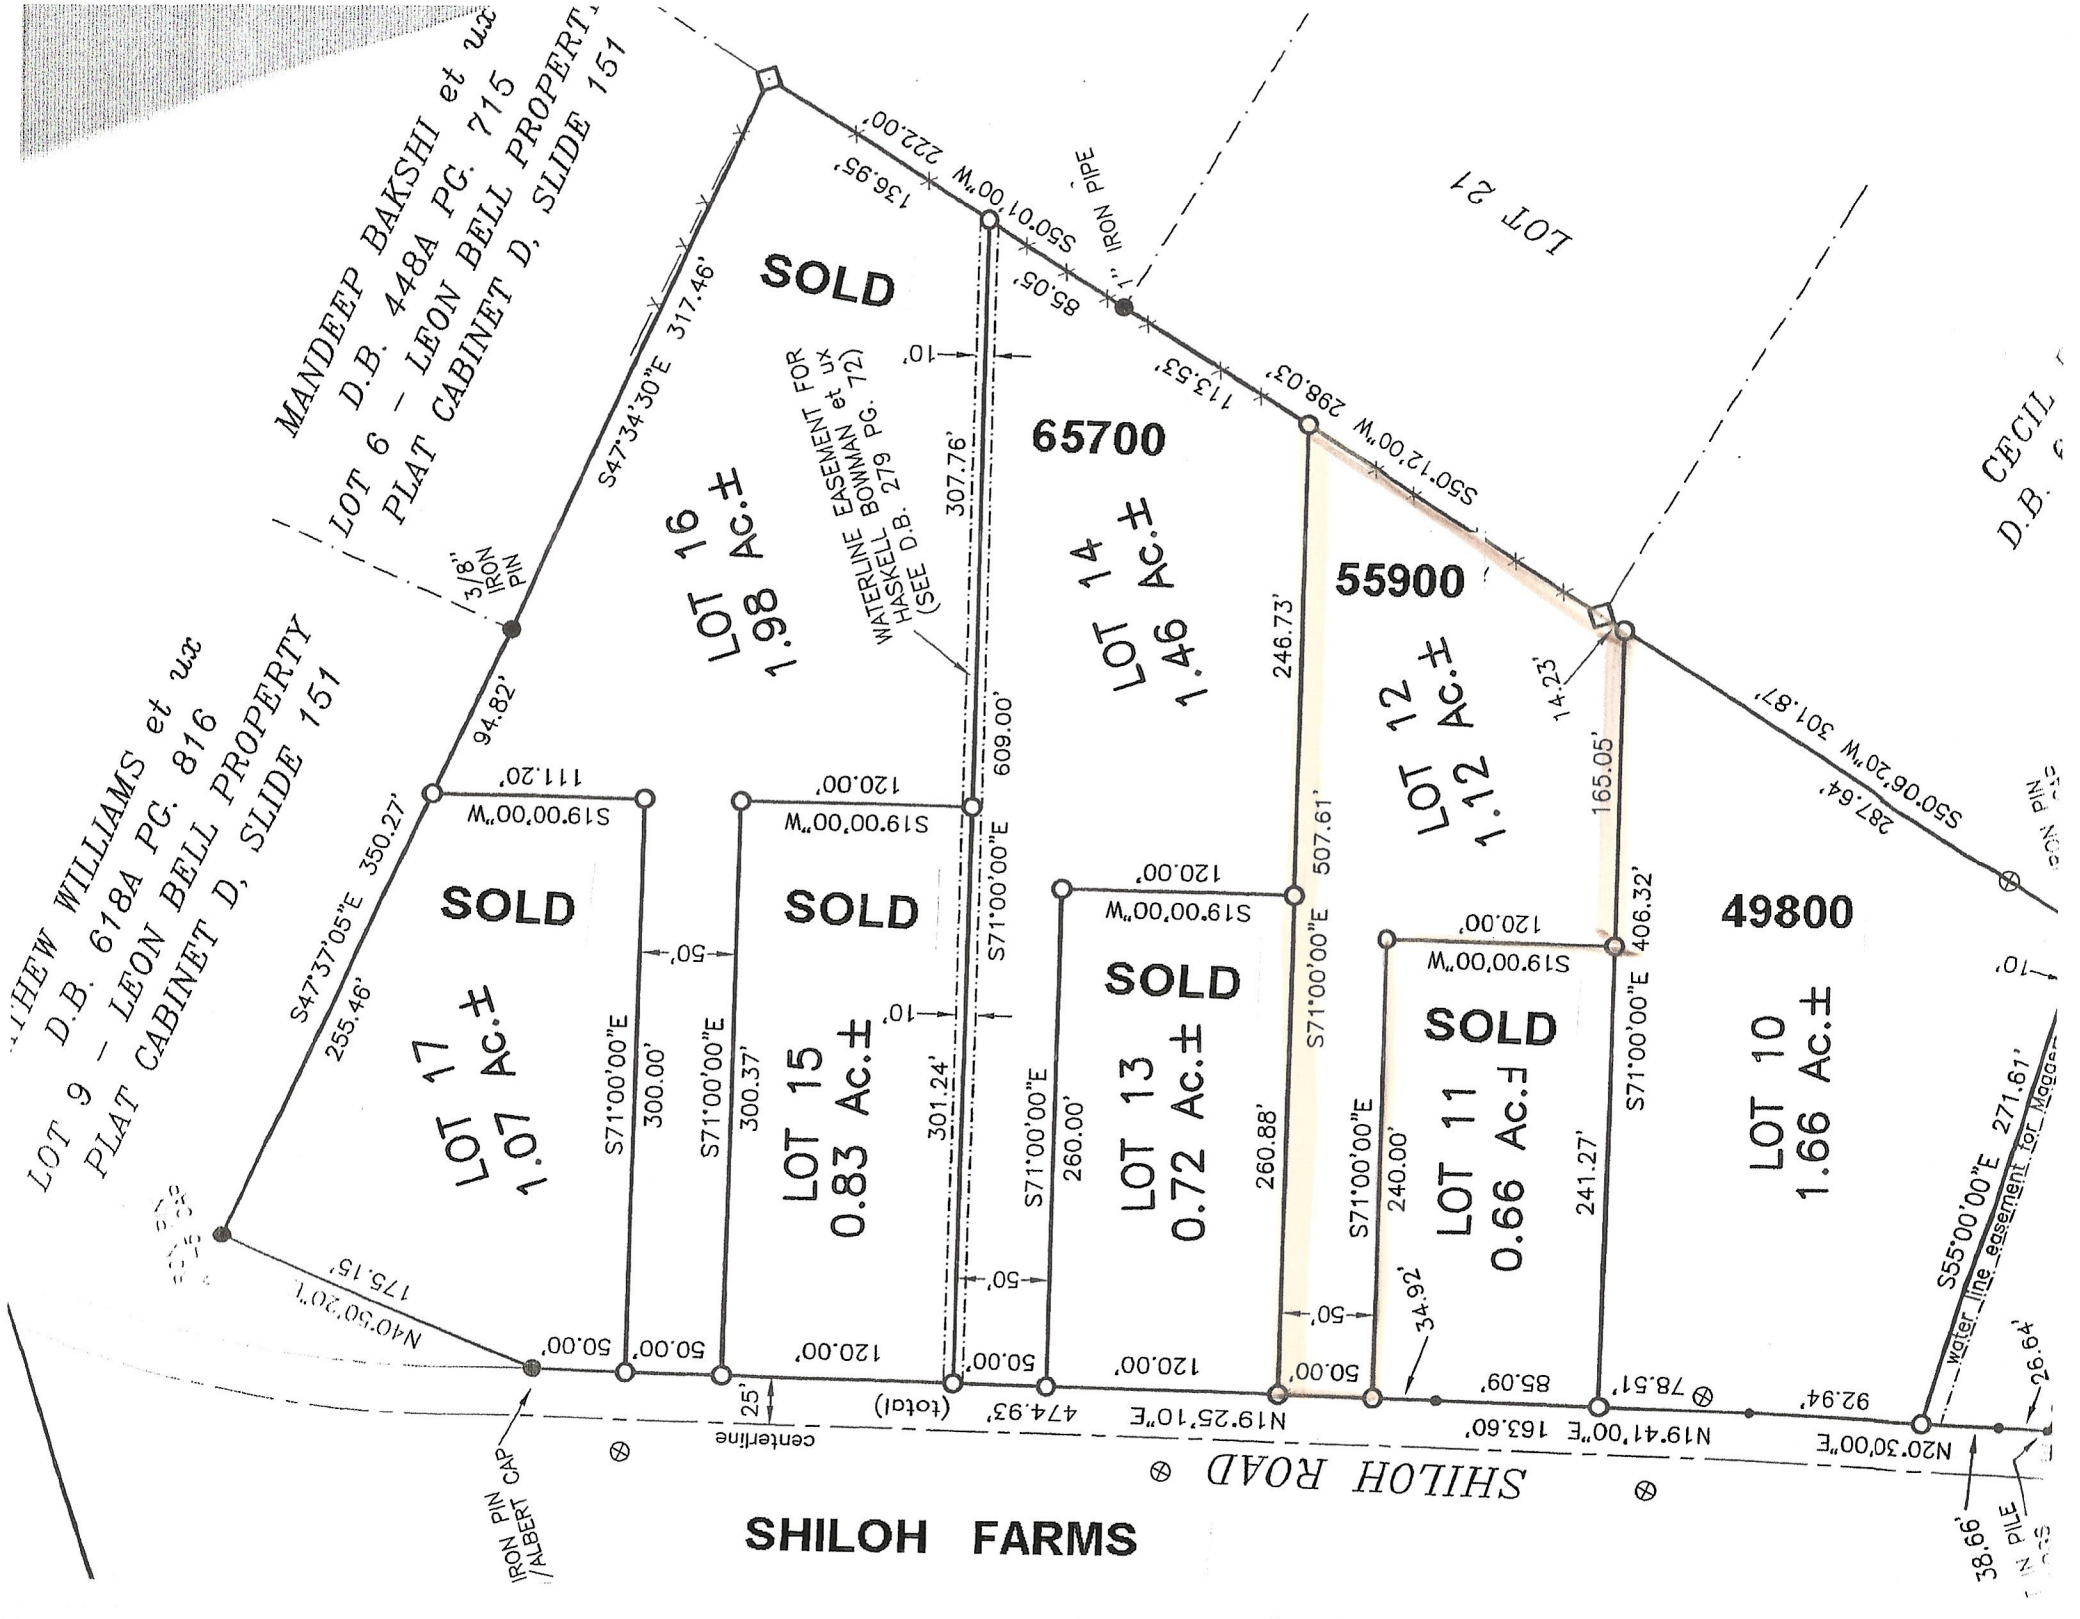 MANDEEP BAKSHI et ux
D.B. 448A PG. 715
LOT 6 - LEON BELL PROPERTY
PLAT CABINET D, SLIDE 151
WILLIAMS et ux
D.B. 618A PG. 816
LOT 9 - LEON BELL PROPERTY
PLAT CABINET D, SLIDE 151
3/8"
IRON
PIN
S47°34'30"E 317.46'
94.82'
S47°37'05"E 350.27'
255.46'
N40°50'20"E
175.15'
136.95'
222.00'
S50°01'00"W
85.05'
1" IRON PIPE
LOT 21
113.53'
298.03'
S50°12'00"W
14.23'
S50°06'20"W 301.87'
287.64'
CECIL
D.B.
SOLD
LOT 16
1.98 Ac.±
WATERLINE EASEMENT FOR
HASKELL BOWMAN et ux
(SEE D.B. 279 PG. 72)
10'
307.76'
609.00'
S71°00'00"E
301.24'
10'
65700
LOT 14
1.46 Ac.±
246.73'
507.61'
S71°00'00"E
260.88'
55900
LOT 12
1.12 Ac.±
165.05'
406.32'
S71°00'00"E
241.27'
49800
LOT 10
1.66 Ac.±
10'
S55°00'00"E 271.61'
water line easement for
111.20'
S19°00'00"W
SOLD
LOT 17
1.07 Ac.±
S71°00'00"E
300.00'
50'
S71°00'00"E
300.37'
120.00'
S19°00'00"W
SOLD
LOT 15
0.83 Ac.±
120.00'
S19°00'00"W
S71°00'00"E
260.00'
50'
SOLD
LOT 13
0.72 Ac.±
120.00'
S19°00'00"W
S71°00'00"E
240.00'
50'
SOLD
LOT 11
0.66 Ac.
34.92'
50.00'
50.00'
120.00'
50.00'
120.00'
50.00'
85.09'
78.51'
92.94'
26.64'
38.66'
25'
centerline
474.93' (total)
N19°25'10"E
163.60'
N19°41'00"E
N20°30'00"E
IRON PIN
/ALBERT CAP
SHILOH ROAD
SHILOH FARMS